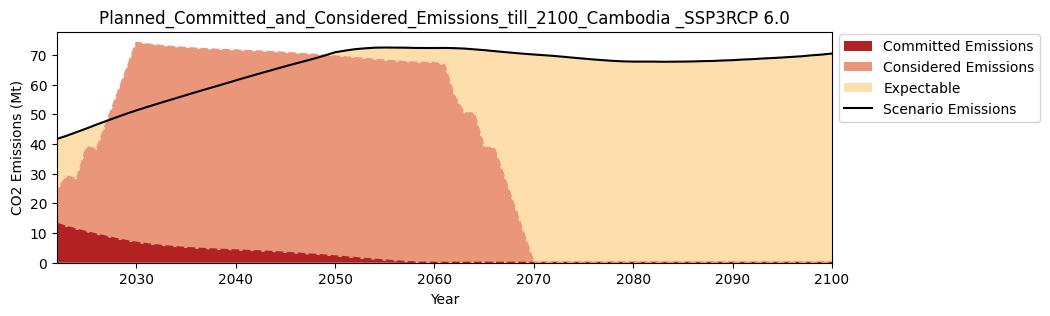 Planned_Committed_and_Considered_Emissions_till_2100_Cambodia _SSP3RCP 6.0
CO2 Emissions (Mt)
70
60
50
40
30
20
10
0
2030 2040 2050 2060 2070 2080 2090 2100
Year
Committed Emissions
Considered Emissions
Expectable
Scenario Emissions